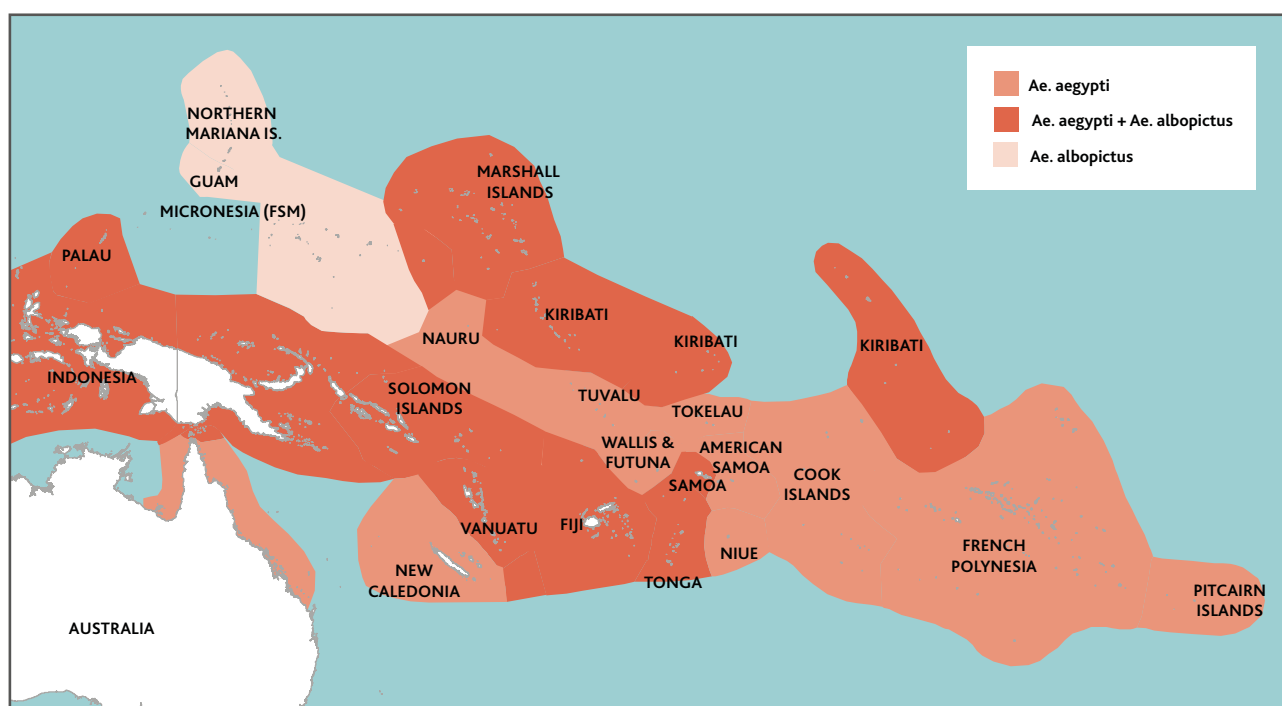 Ae. aegypti
Ae. aegypti + Ae. albopictus
Ae. albopictus
NORTHERN
MARIANA IS.
GUAM
MICRONESIA (FSM)
MARSHALL
ISLANDS
PALAU
KIRIBATI
NAURU
KIRIBATI
KIRIBATI
INDONESIA
SOLOMON
ISLANDS
TUVALU
TOKELAU
WALLIS &
FUTUNA
AMERICAN
SAMOA
SAMOA
COOK
ISLANDS
VANUATU
FIJI
NIUE
FRENCH
POLYNESIA
NEW
CALEDONIA
TONGA
PITCAIRN
ISLANDS
AUSTRALIA